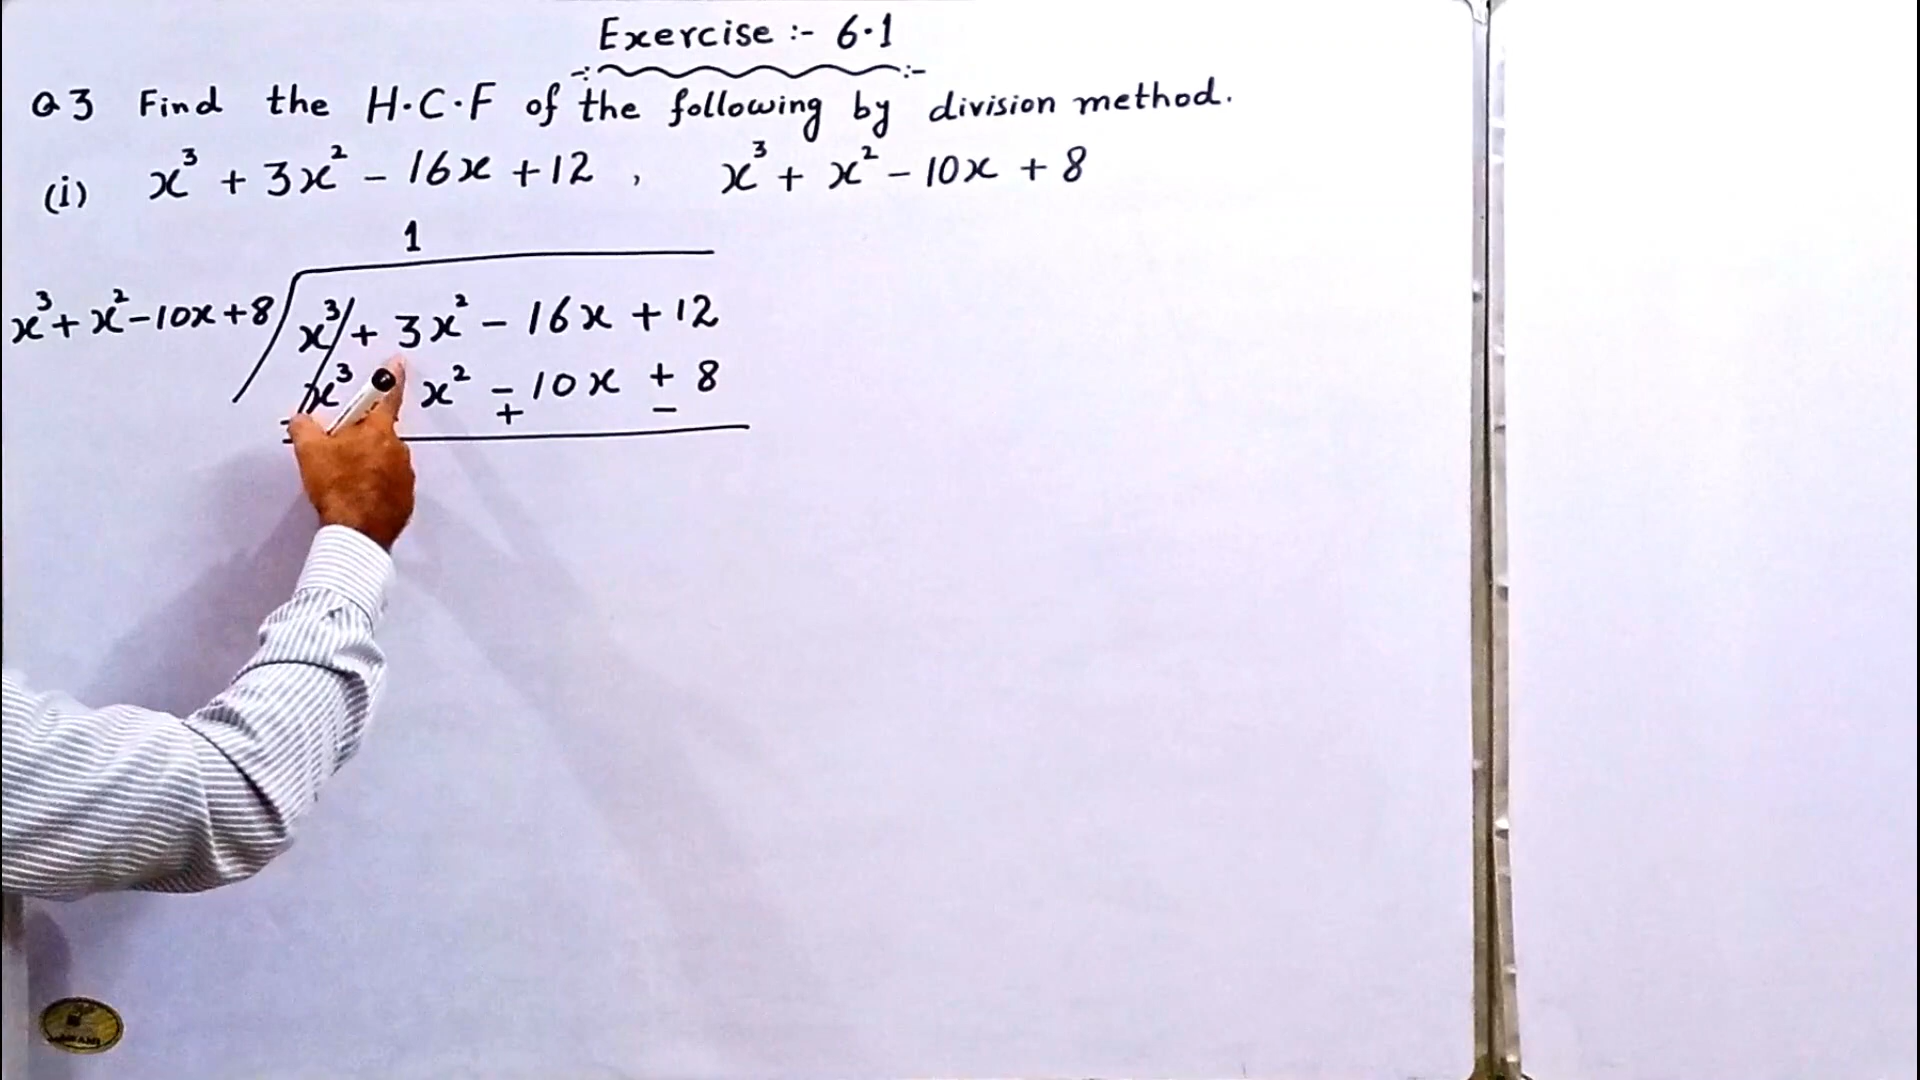 Exercise :- 6.1
Q3 Find the H.C.F of the following by division method.
(i) x³ + 3x² - 16x + 12 , x³ + x² - 10x + 8
1
x³ + x² - 10x + 8 / x³ + 3x² - 16x + 12
x³ x² - 10x + 8
+ -